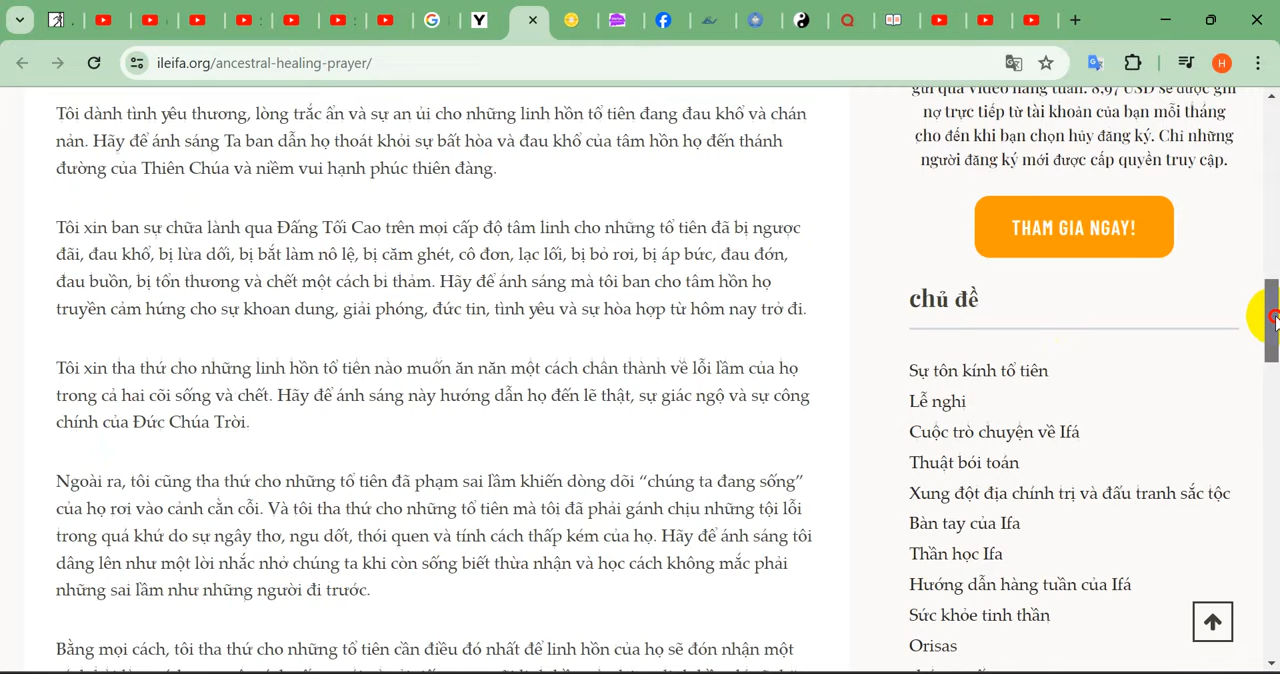 ileifa.org/ancestral-healing-prayer/
H
Tôi dành tình yêu thương, lòng trắc ẩn và sự an ủi cho những linh hồn tổ tiên đang đau khổ và chán
nản. Hãy để ánh sáng Ta ban dẫn họ thoát khỏi sự bất hòa và đau khổ của tâm hồn họ đến thánh
đường của Thiên Chúa và niềm vui hạnh phúc thiên đàng.
Tôi xin ban sự chữa lành qua Đấng Tối Cao trên mọi cấp độ tâm linh cho những tổ tiên đã bị ngược
đãi, đau khổ, bị lừa dối, bị bắt làm nô lệ, bị căm ghét, cô đơn, lạc lối, bị bỏ rơi, bị áp bức, đau đớn,
đau buồn, bị tổn thương và chết một cách bi thảm. Hãy để ánh sáng mà tôi ban cho tâm hồn họ
truyền cảm hứng cho sự khoan dung, giải phóng, đức tin, tình yêu và sự hòa hợp từ hôm nay trở đi.
Tôi xin tha thứ cho những linh hồn tổ tiên nào muốn ăn năn một cách chân thành về lỗi lầm của họ
trong cả hai cõi sống và chết. Hãy để ánh sáng này hướng dẫn họ đến lẽ thật, sự giác ngộ và sự công
chính của Đức Chúa Trời.
Ngoài ra, tôi cũng tha thứ cho những tổ tiên đã phạm sai lầm khiến dòng dõi “chúng ta đang sống”
của họ rơi vào cảnh cằn cỗi. Và tôi tha thứ cho những tổ tiên mà tôi đã phải gánh chịu những tội lỗi
trong quá khứ do sự ngây thơ, ngu dốt, thói quen và tính cách thấp kém của họ. Hãy để ánh sáng tôi
dâng lên như một lời nhắc nhở chúng ta khi còn sống biết thừa nhận và học cách không mắc phải
những sai lầm như những người đi trước.
Bằng mọi cách, tôi tha thứ cho những tổ tiên cần điều đó nhất để linh hồn của họ sẽ đón nhận một
gửi qua Video hàng tuần. 8,97 USD sẽ được ghi
nợ trực tiếp từ tài khoản của bạn mỗi tháng
cho đến khi bạn chọn hủy đăng ký. Chỉ những
người đăng ký mới được cấp quyền truy cập.
THAM GIA NGAY!
chủ đề
Sự tôn kính tổ tiên
Lễ nghi
Cuộc trò chuyện về Ifá
Thuật bói toán
Xung đột địa chính trị và đấu tranh sắc tộc
Bàn tay của Ifa
Thần học Ifa
Hướng dẫn hàng tuần của Ifá
Sức khỏe tinh thần
Orisas